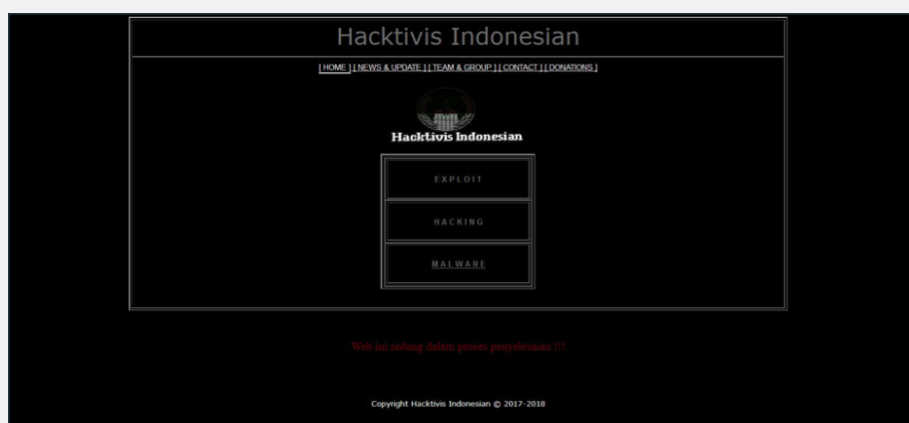 Hacktivis Indonesian
[ HOME ] [ NEWS & UPDATE ] [ TEAM & GROUP ] [ CONTACT ] [ DONATIONS ]
Hacktivis Indonesian
EXPLOIT
HACKING
MALWARE
Web ini sedang dalam proses penyelesaian !!!
Copyright Hacktivis Indonesian © 2017-2018